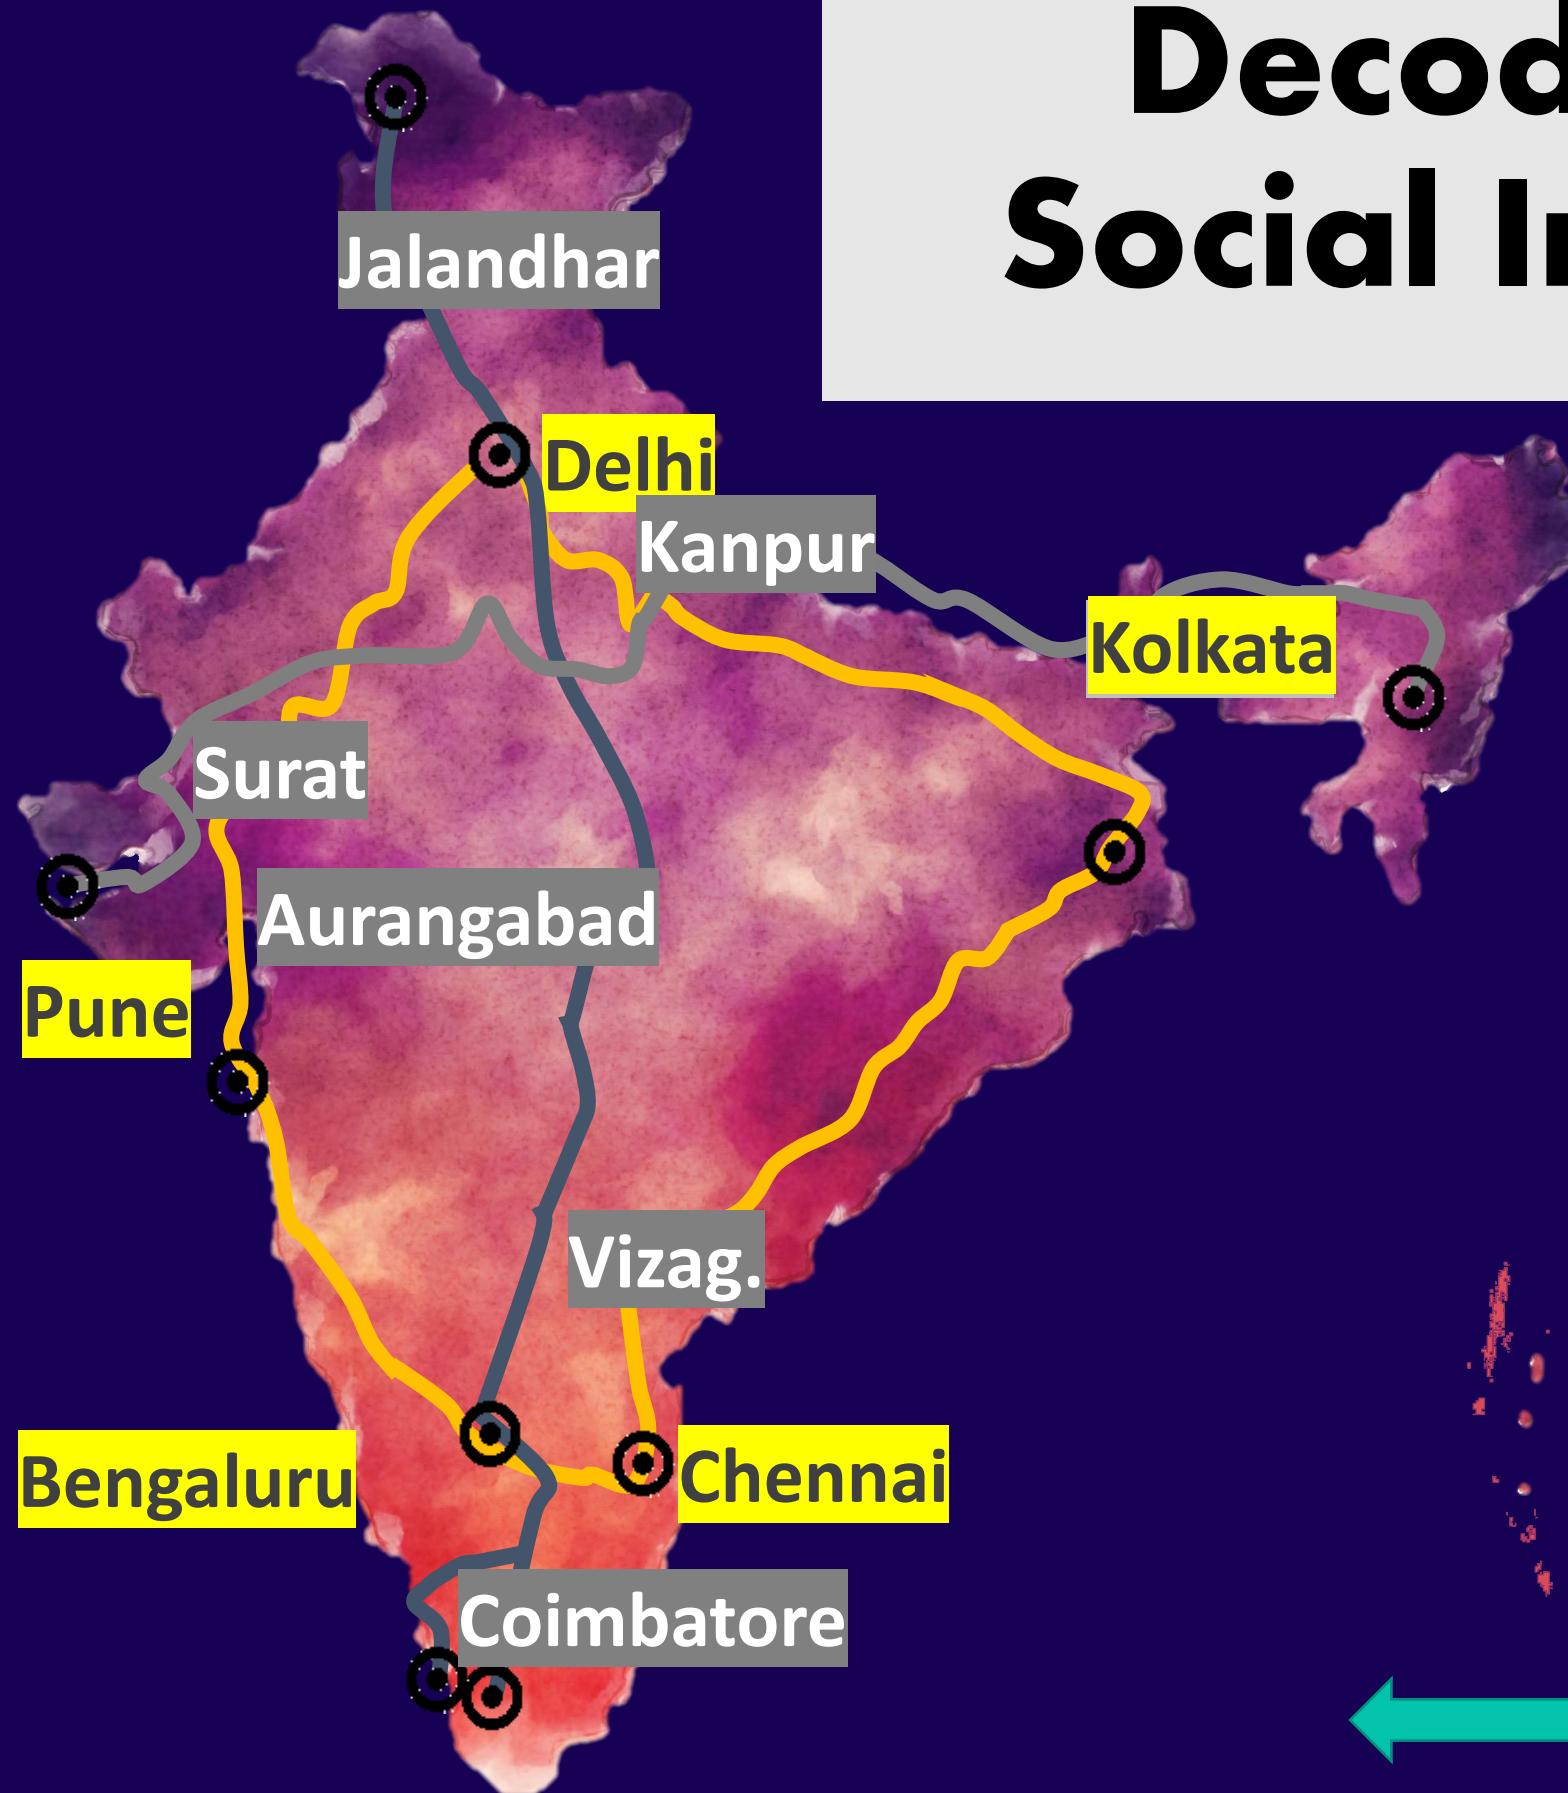 Decod
Social I
Jalandhar
Delhi
Kanpur
Kolkata
Surat
Aurangabad
Pune
Vizag.
Bengaluru
Chennai
Coimbatore